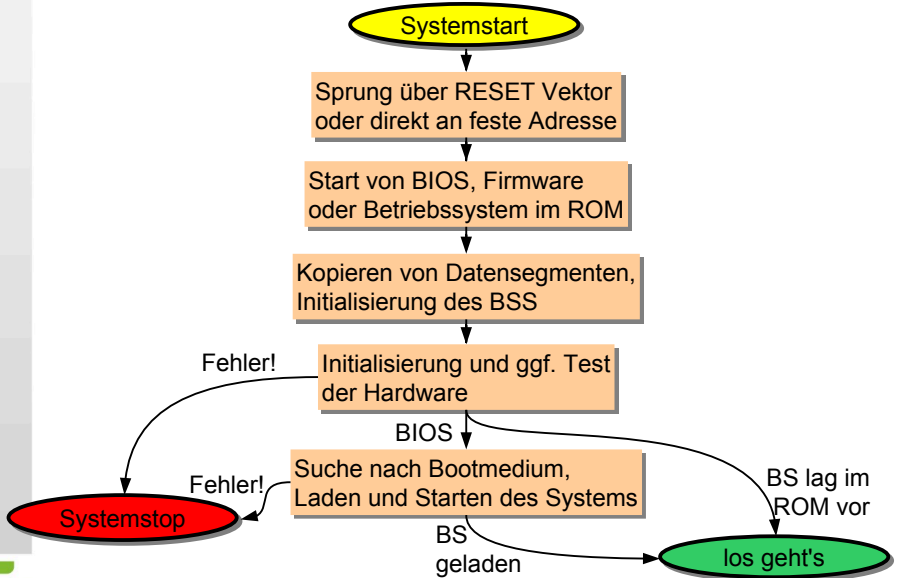 Systemstart
Sprung über RESET Vektor
oder direkt an feste Adresse
Start von BIOS, Firmware
oder Betriebssystem im ROM
Kopieren von Datensegmenten,
Initialisierung des BSS
Fehler!
Initialisierung und ggf. Test
der Hardware
BIOS
Fehler!
Suche nach Bootmedium,
Laden und Starten des Systems
BS lag im
ROM vor
Systemstop
BS
geladen
los geht's